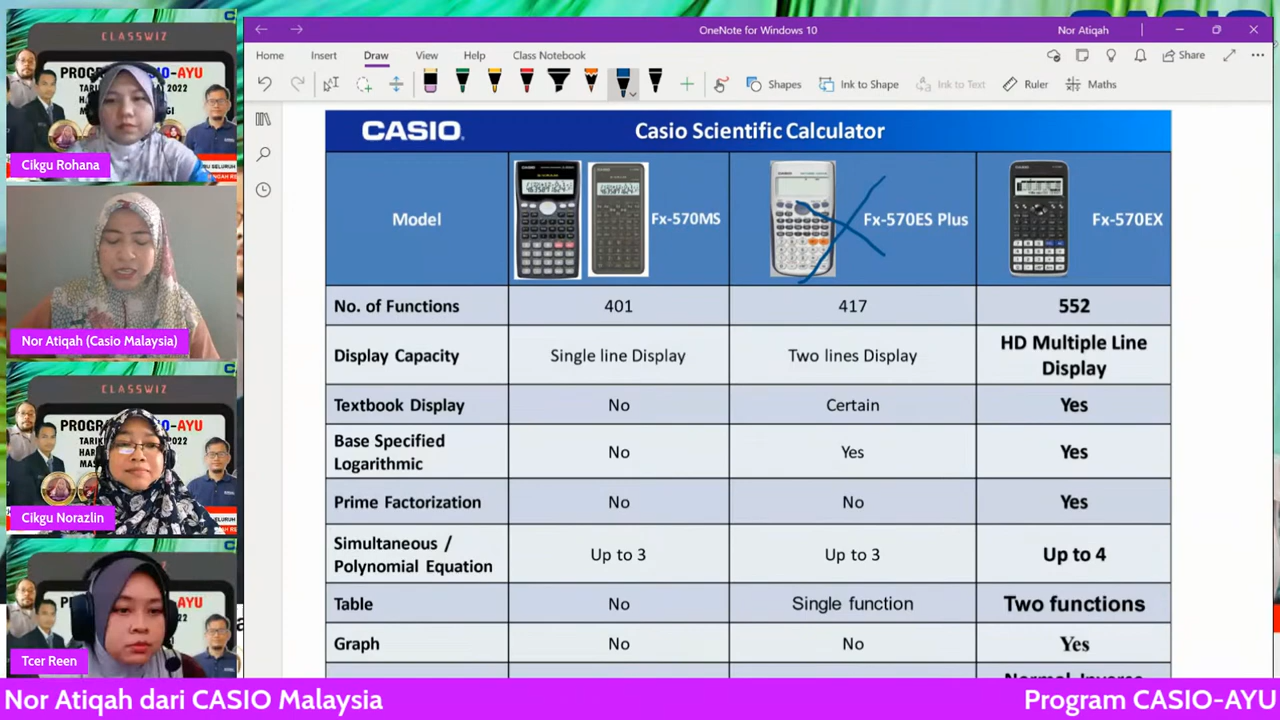 OneNote for Windows 10
Nor Atiqah
Home Insert Draw View Help Class Notebook
Share
Shapes Ink to Shape Ink to Text Ruler Maths
CLASSWIZ
Cikgu Rohana
Nor Atiqah (Casio Malaysia)
CLASSWIZ
Cikgu Norazlin
Tcer Reen
CASIO Casio Scientific Calculator
Model Fx-570MS Fx-570ES Plus Fx-570EX
No. of Functions 401 417 552
Display Capacity Single line Display Two lines Display HD Multiple Line
Display
Textbook Display No Certain Yes
Base Specified
Logarithmic No Yes Yes
Prime Factorization No No Yes
Simultaneous /
Polynomial Equation Up to 3 Up to 3 Up to 4
Table No Single function Two functions
Graph No No Yes
Normal, Inverse
Nor Atiqah dari CASIO Malaysia
Program CASIO-AYU